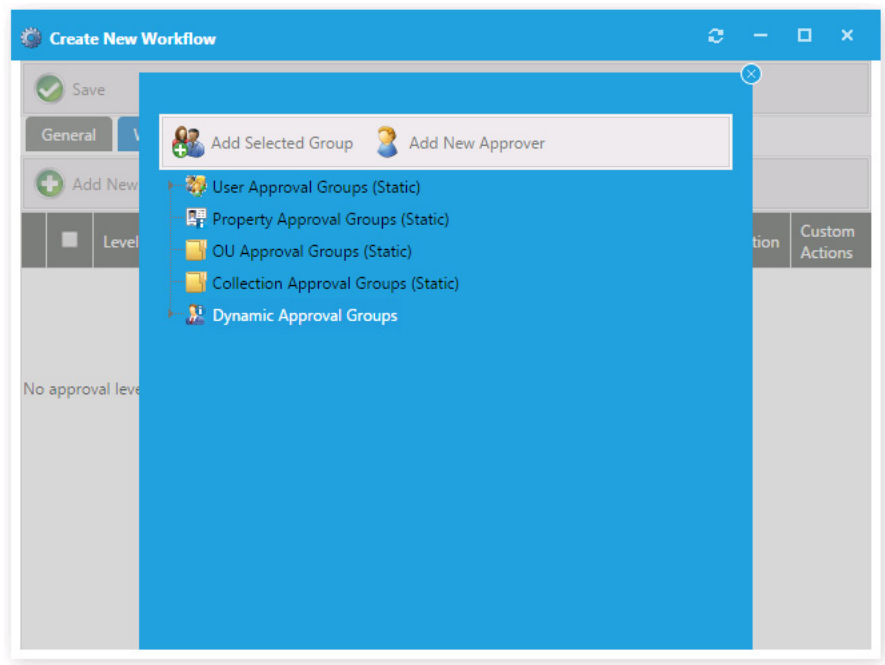 Create New Workflow
Save
General
Add Selected Group
Add New Approver
Add New
User Approval Groups (Static)
Property Approval Groups (Static)
Level
tion
Custom
Actions
OU Approval Groups (Static)
Collection Approval Groups (Static)
Dynamic Approval Groups
No approval leve